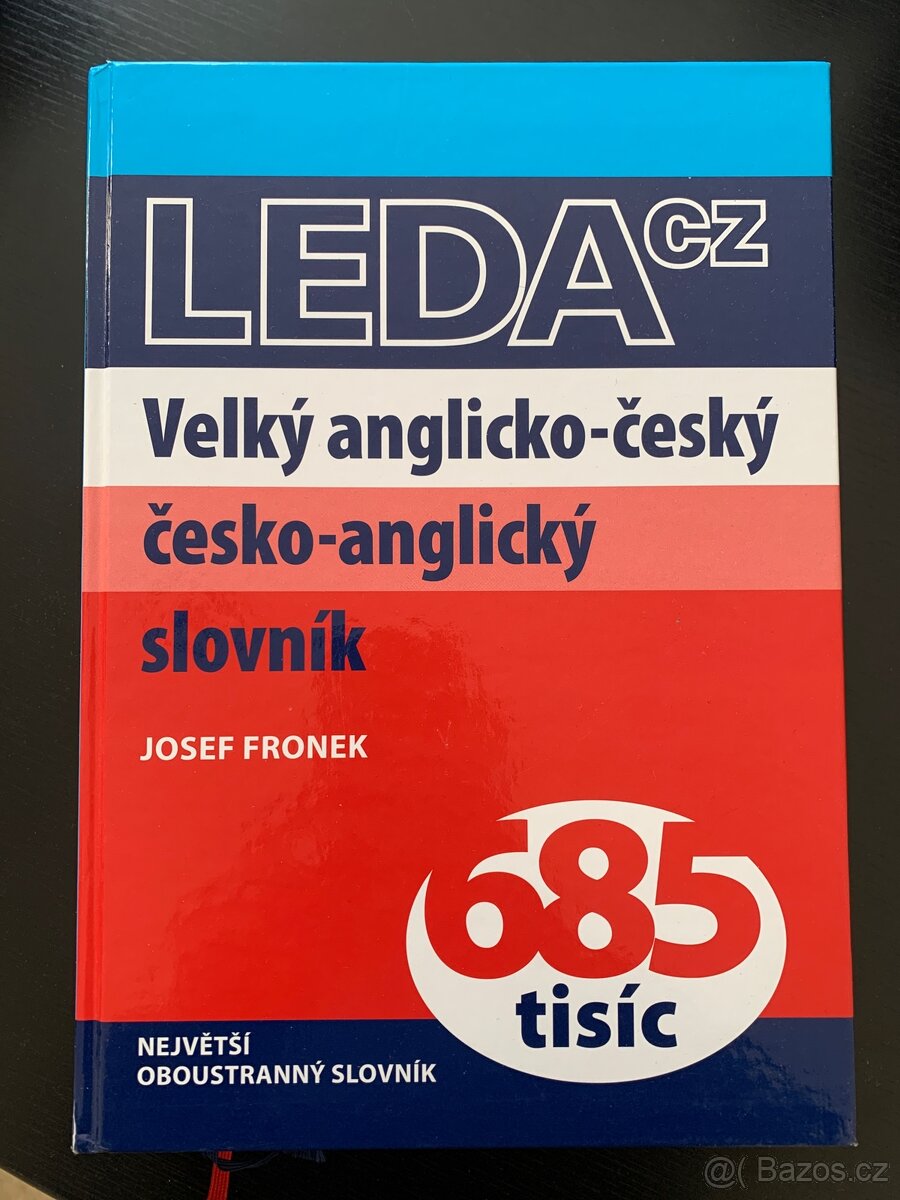 LEDA CZ
Velký anglicko-český
česko-anglický
slovník
JOSEF FRONEK
685
tisíc
NEJVĚTŠÍ
OBOUSTRANNÝ SLOVNÍK
@( Bazos.cz